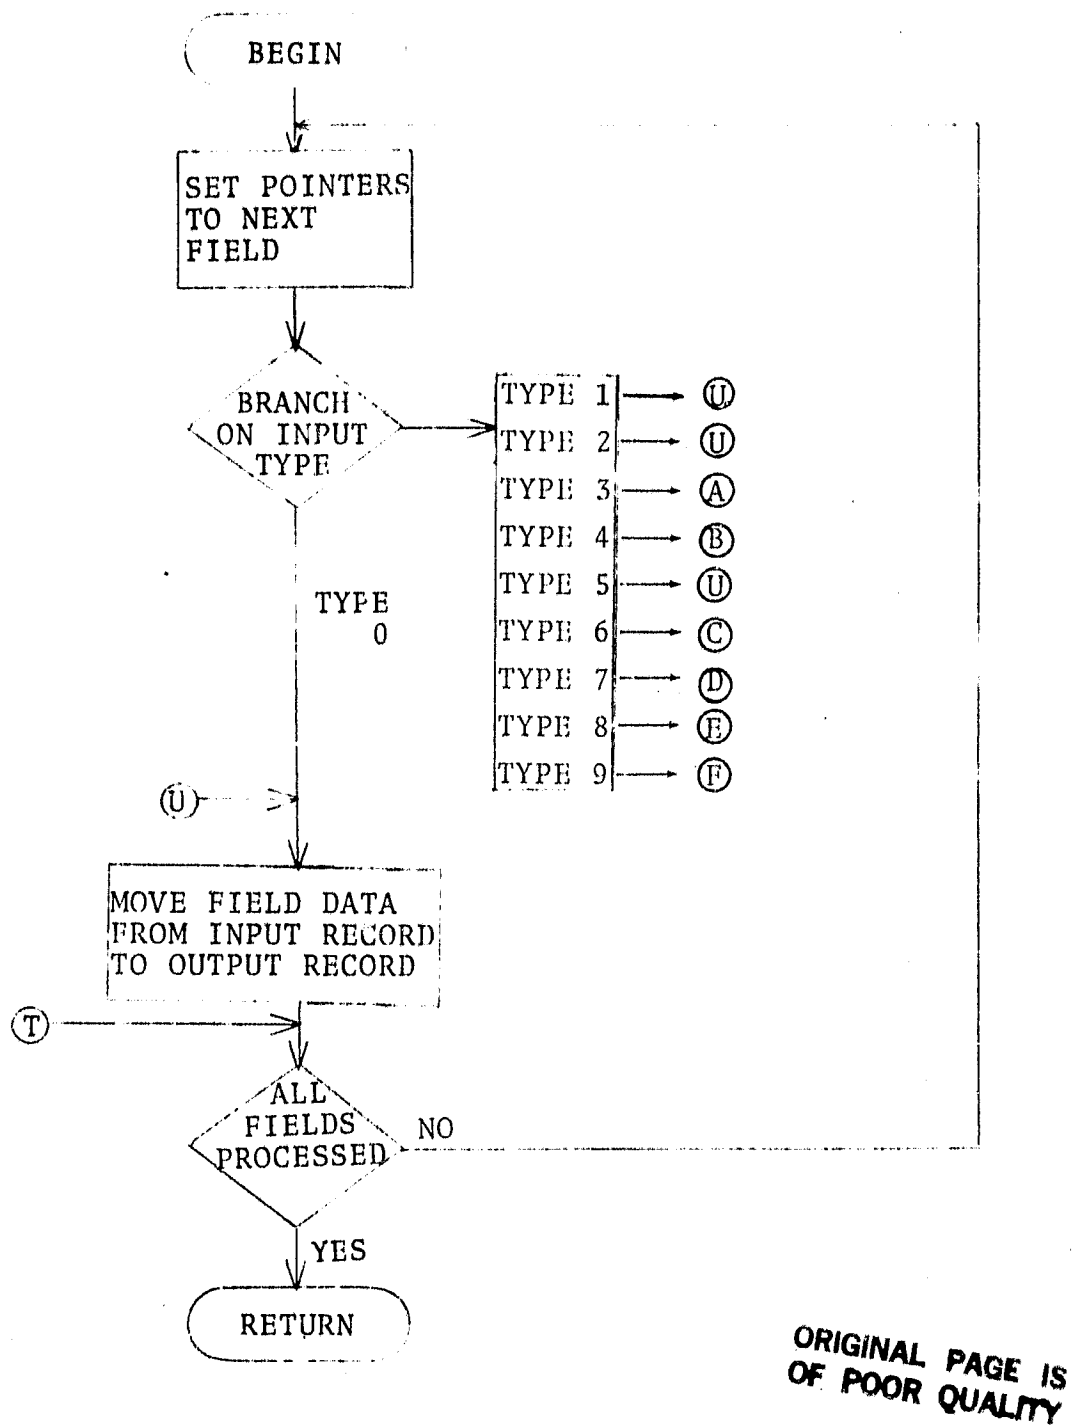 BEGIN
SET POINTERS
TO NEXT
FIELD
BRANCH
ON INPUT
TYPE
TYPE 1 U
TYPE 2 U
TYPE 3 A
TYPE 4 B
TYPE 5 U
TYPE 6 C
TYPE 7 D
TYPE 8 E
TYPE 9 F
TYPE
0
U
MOVE FIELD DATA
FROM INPUT RECORD
TO OUTPUT RECORD
T
ALL
FIELDS
PROCESSED
NO
YES
RETURN
ORIGINAL PAGE IS
OF POOR QUALITY